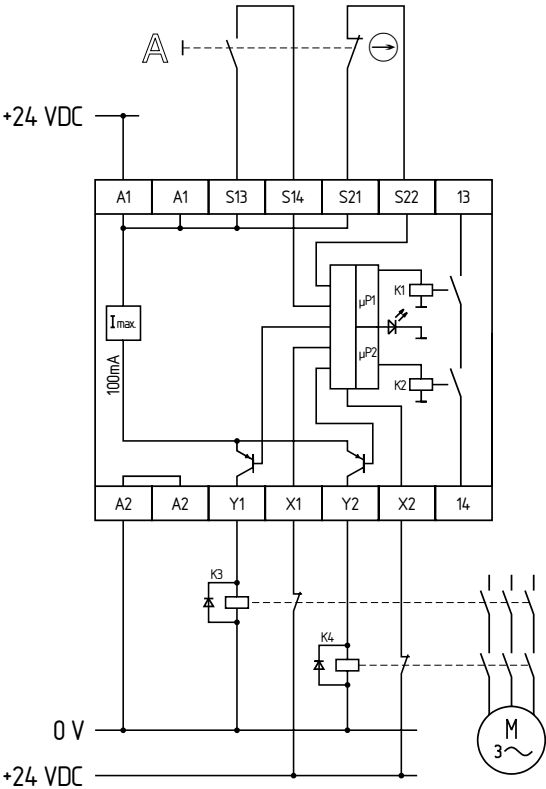 A
+24 VDC
A1 A1 S13 S14 S21 S22 13
µP1
K1
Imax.
µP2
100mA
K2
A2 A2 Y1 X1 Y2 X2 14
K3
K4
0 V
M
3
+24 VDC